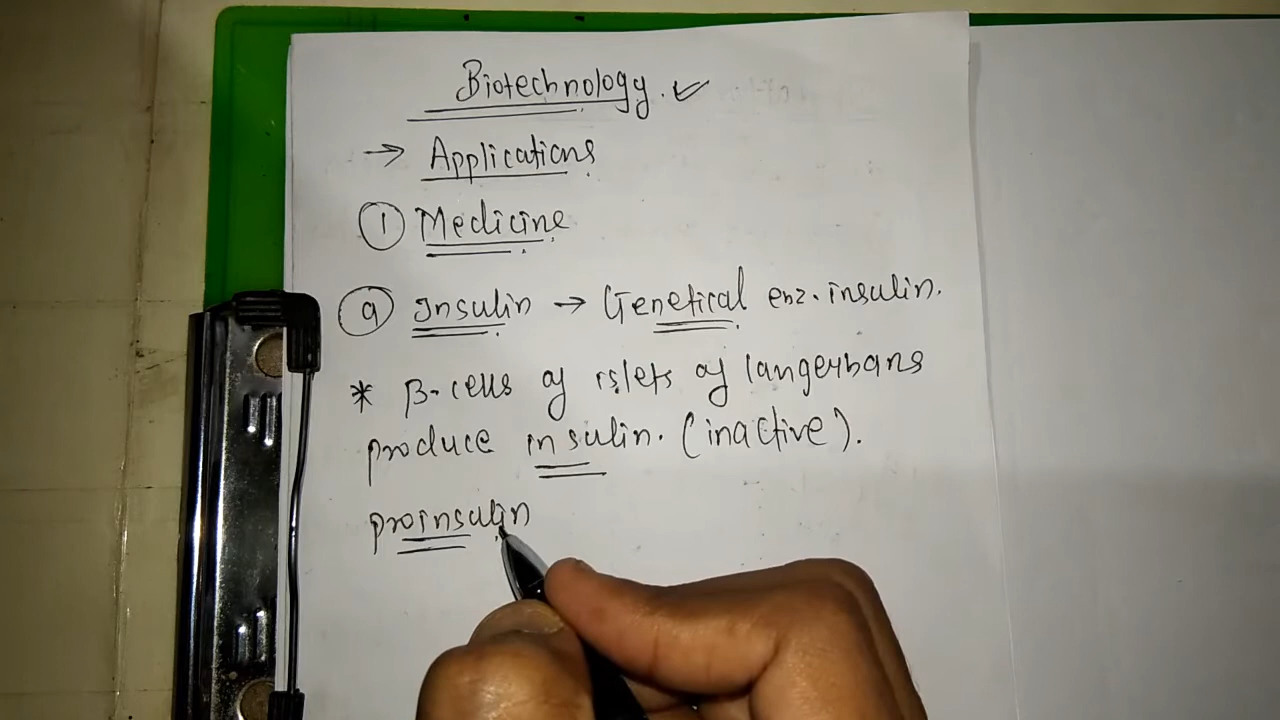 Biotechnology. ✓
→ Applications
① Medicine
ⓐ Insulin → Genetical enz. insulin.
* β-cells of islets of langerhans
produce insulin. (inactive).
proinsulin